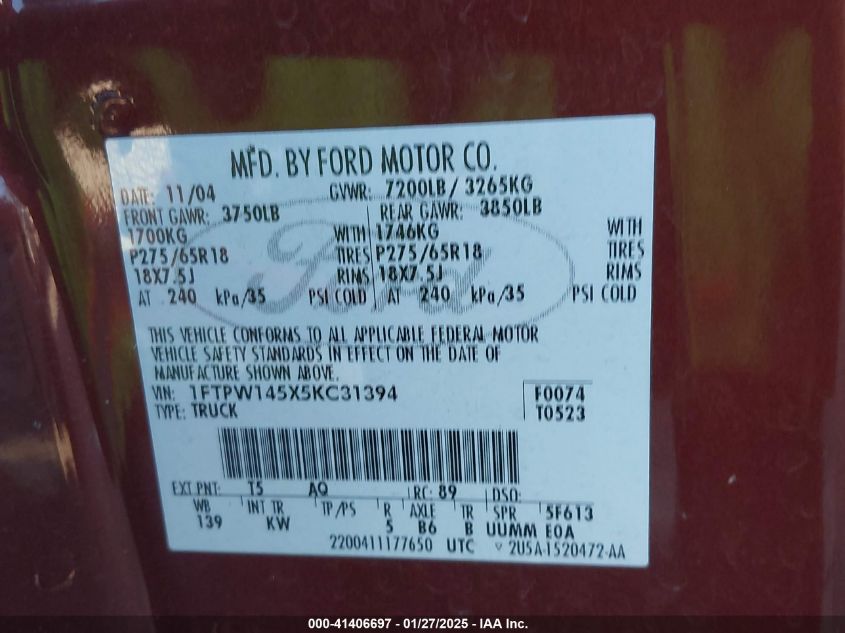 MFD. BY FORD MOTOR CO.
DATE: 11/04 GVWR: 7200LB / 3265KG
FRONT GAWR: 3750LB REAR GAWR: 3850LB
1700KG WITH 1746KG WITH
P275/65R18 TIRES P275/65R18 TIRES
18X7.5J RIMS 18X7.5J RIMS
AT 240 kPa/35 PSI COLD AT 240 kPa/35 PSI COLD
Ford
THIS VEHICLE CONFORMS TO ALL APPLICABLE FEDERAL MOTOR
VEHICLE SAFETY STANDARDS IN EFFECT ON THE DATE OF
MANUFACTURE SHOWN ABOVE.
VIN: 1FTPW145X5KC31394 F0074
TYPE: TRUCK T0523
EXT PNT: T5 AQ RC: 89 DSO:
WB INT TR TP/PS R AXLE TR SPR 5F613
139 KW 5 B6 B UUMM E0A
2200411177650 UTC 2U5A-1520472-AA
000-41406697 - 01/27/2025 - IAA Inc.